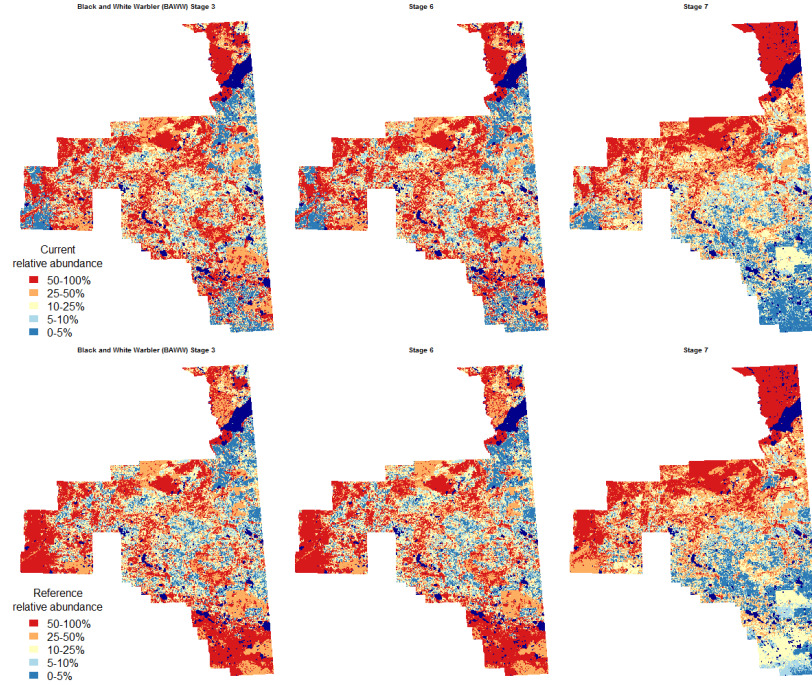 Black and White Warbler (BAWW) Stage 3
Stage 6
Stage 7
Current
relative abundance
50-100%
25-50%
10-25%
5-10%
0-5%
Black and White Warbler (BAWW) Stage 3
Stage 6
Stage 7
Reference
relative abundance
50-100%
25-50%
10-25%
5-10%
0-5%